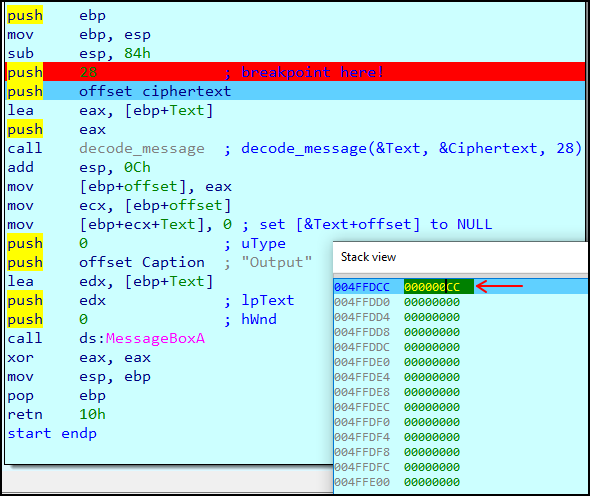 push ebp
mov ebp, esp
sub esp, 84h
push 28 ; breakpoint here!
push offset ciphertext
lea eax, [ebp+Text]
push eax
call decode_message ; decode_message(&Text, &Ciphertext, 28)
add esp, 0Ch
mov [ebp+offset], eax
mov ecx, [ebp+offset]
mov [ebp+ecx+Text], 0 ; set [&Text+offset] to NULL
push 0 ; uType
push offset Caption ; "Output"
lea edx, [ebp+Text]
push edx ; lpText
push 0 ; hWnd
call ds:MessageBoxA
xor eax, eax
mov esp, ebp
pop ebp
retn 10h
start endp
Stack view
004FFDCC 000000CC
004FFDD0 00000000
004FFDD4 00000000
004FFDD8 00000000
004FFDDC 00000000
004FFDE0 00000000
004FFDE4 00000000
004FFDE8 00000000
004FFDEC 00000000
004FFDF0 00000000
004FFDF4 00000000
004FFDF8 00000000
004FFDFC 00000000
004FFE00 00000000